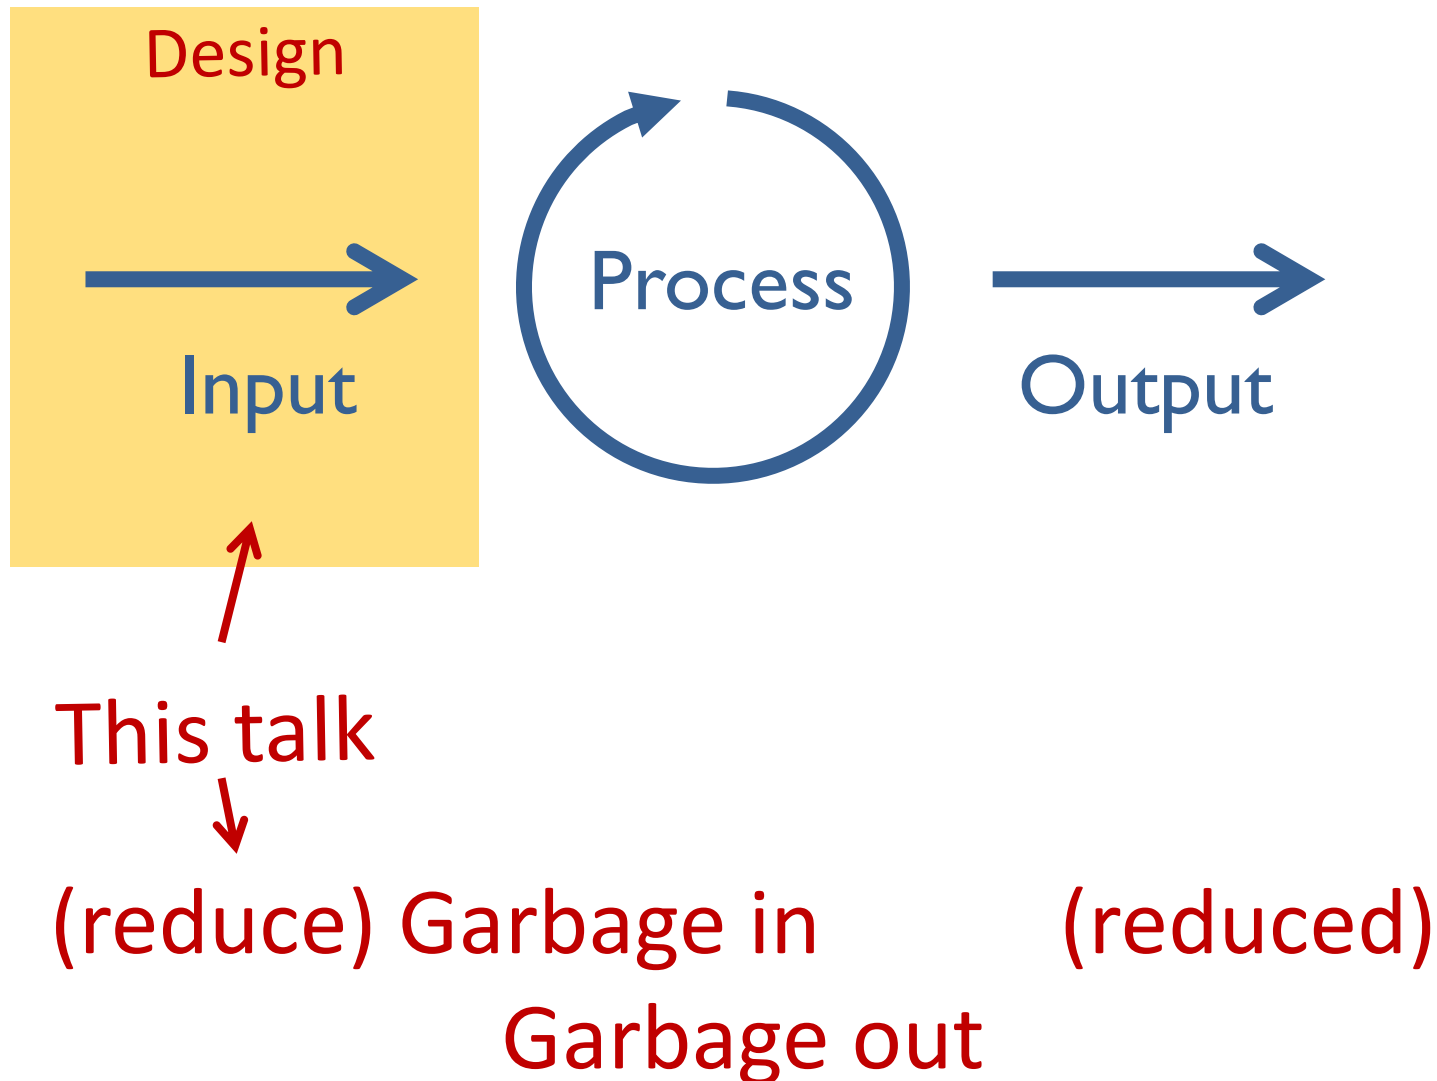 Design
Process
Input
Output
This talk
(reduce) Garbage in (reduced)
Garbage out